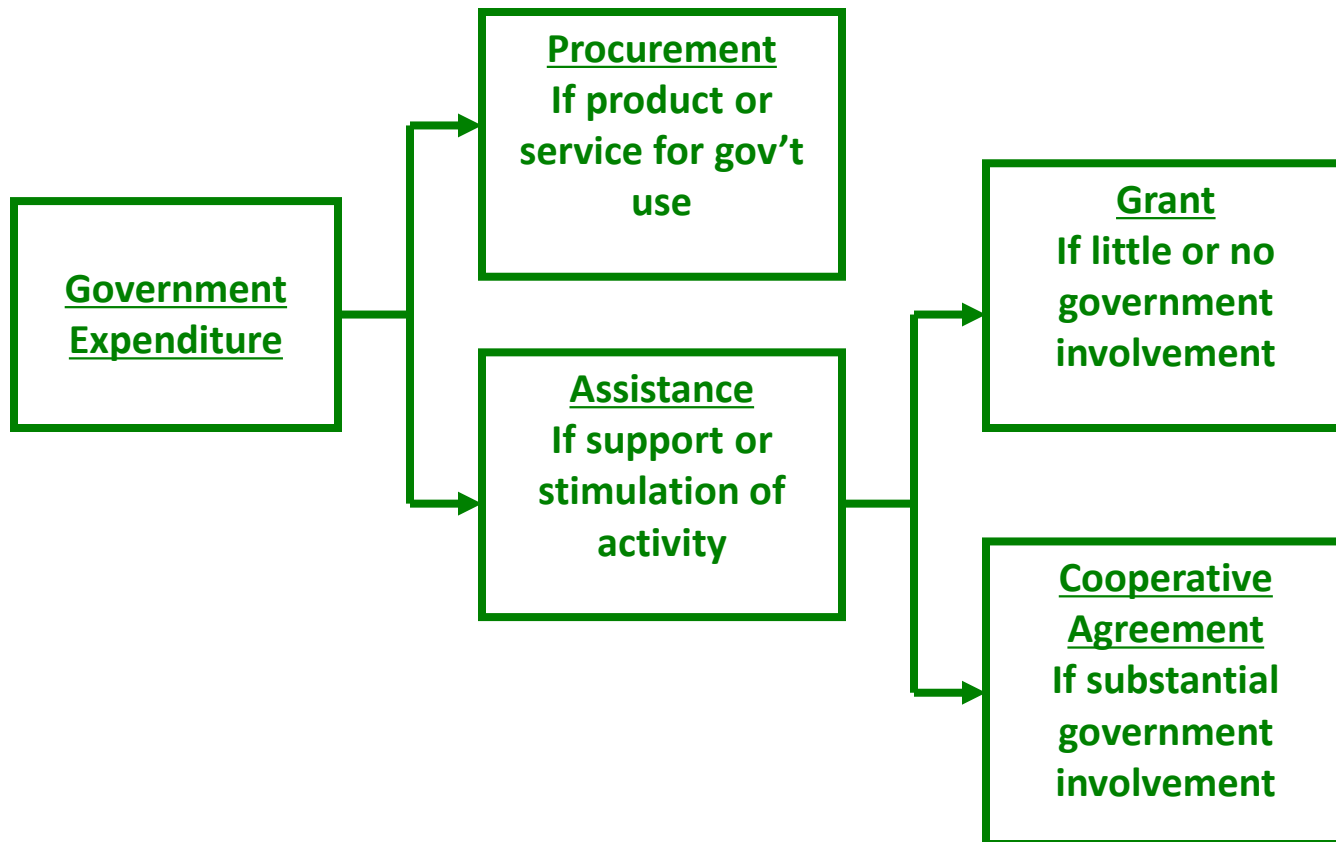 Government
Expenditure
Procurement
If product or
service for gov’t
use
Assistance
If support or
stimulation of
activity
Grant
If little or no
government
involvement
Cooperative
Agreement
If substantial
government
involvement